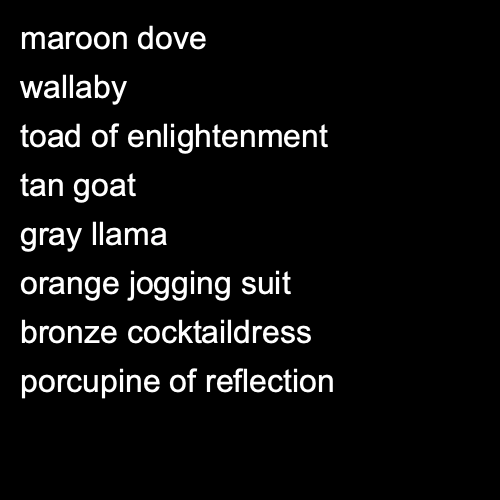 maroon dove
wallaby
toad of enlightenment
tan goat
gray llama
orange jogging suit
bronze cocktaildress
porcupine of reflection